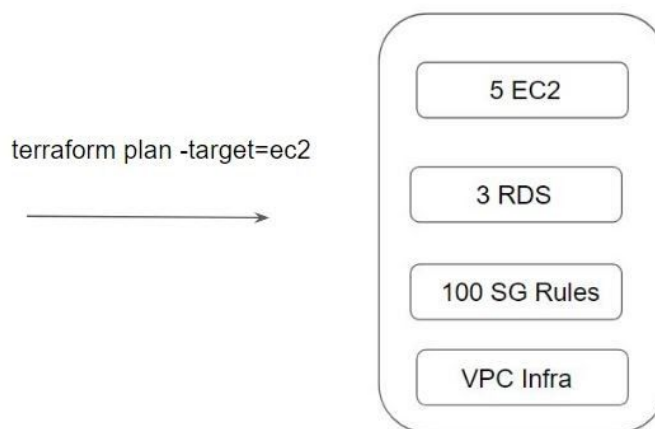 5 EC2
terraform plan -target=ec2
3 RDS
100 SG Rules
VPC Infra